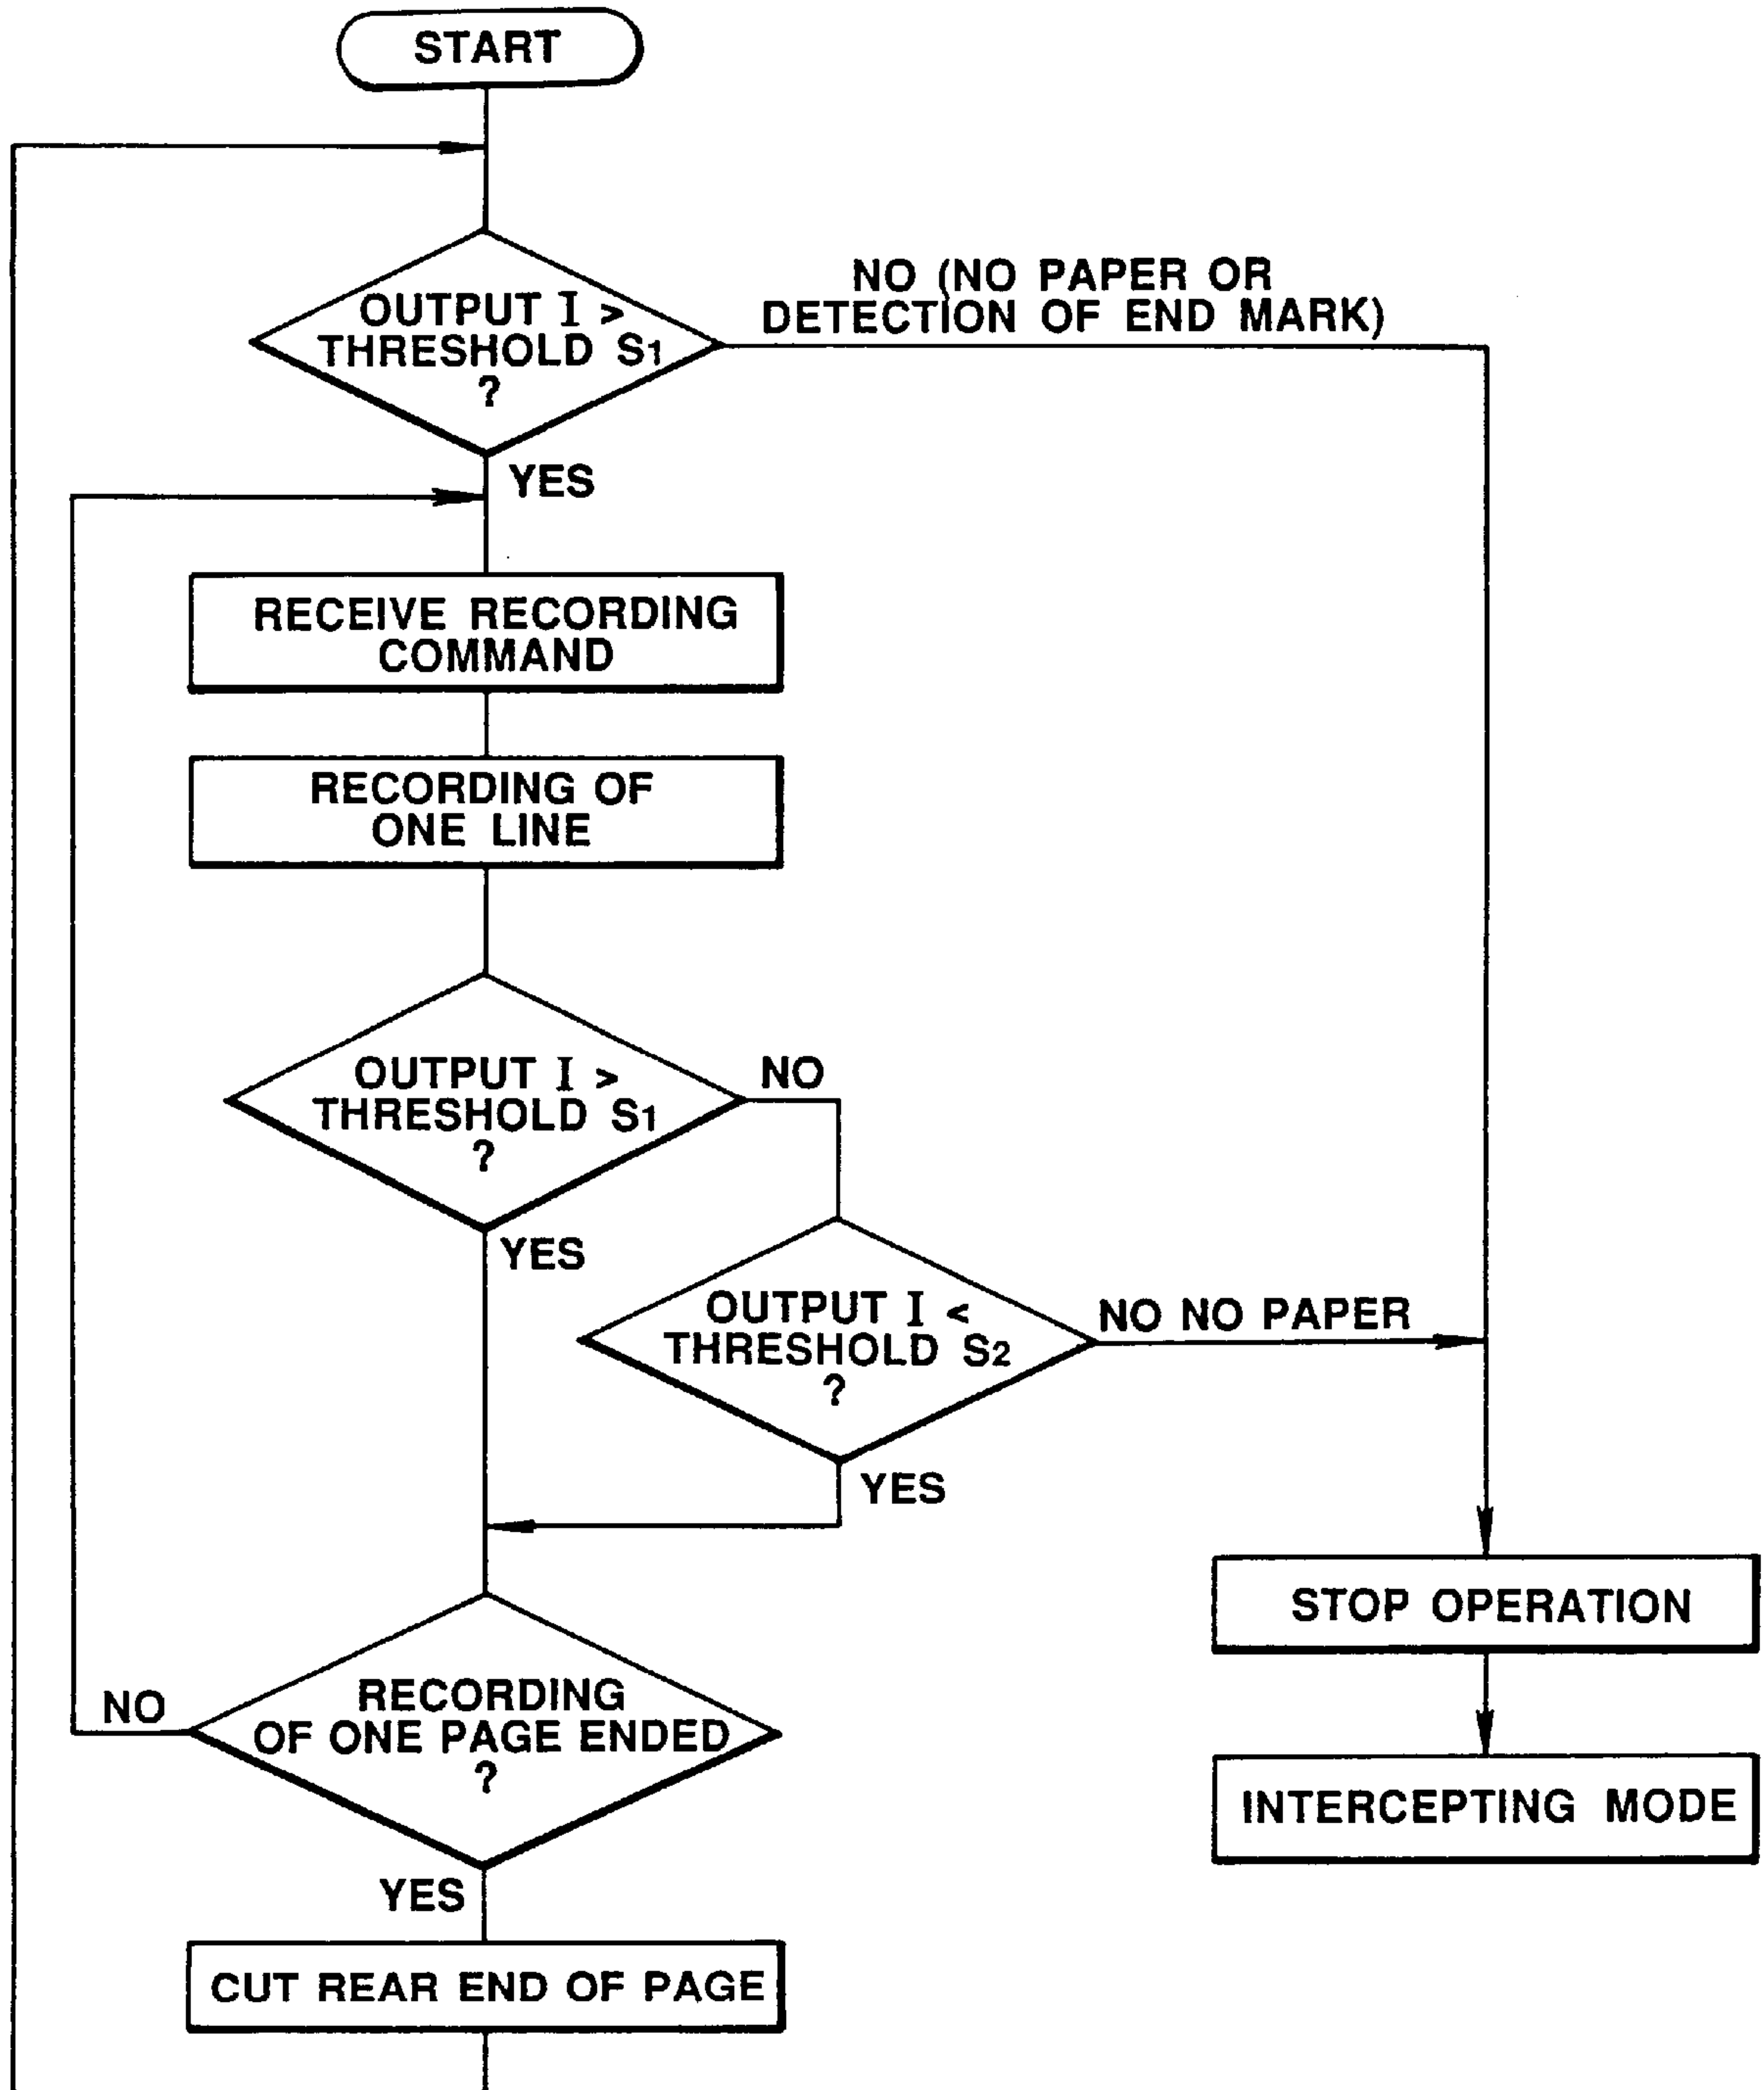 START
OUTPUT I >
THRESHOLD S1
?
NO (NO PAPER OR
DETECTION OF END MARK)
YES
RECEIVE RECORDING
COMMAND
RECORDING OF
ONE LINE
OUTPUT I >
THRESHOLD S1
?
NO
YES
OUTPUT I <
THRESHOLD S2
?
NO NO PAPER
YES
STOP OPERATION
RECORDING
OF ONE PAGE ENDED
?
NO
INTERCEPTING MODE
YES
CUT REAR END OF PAGE